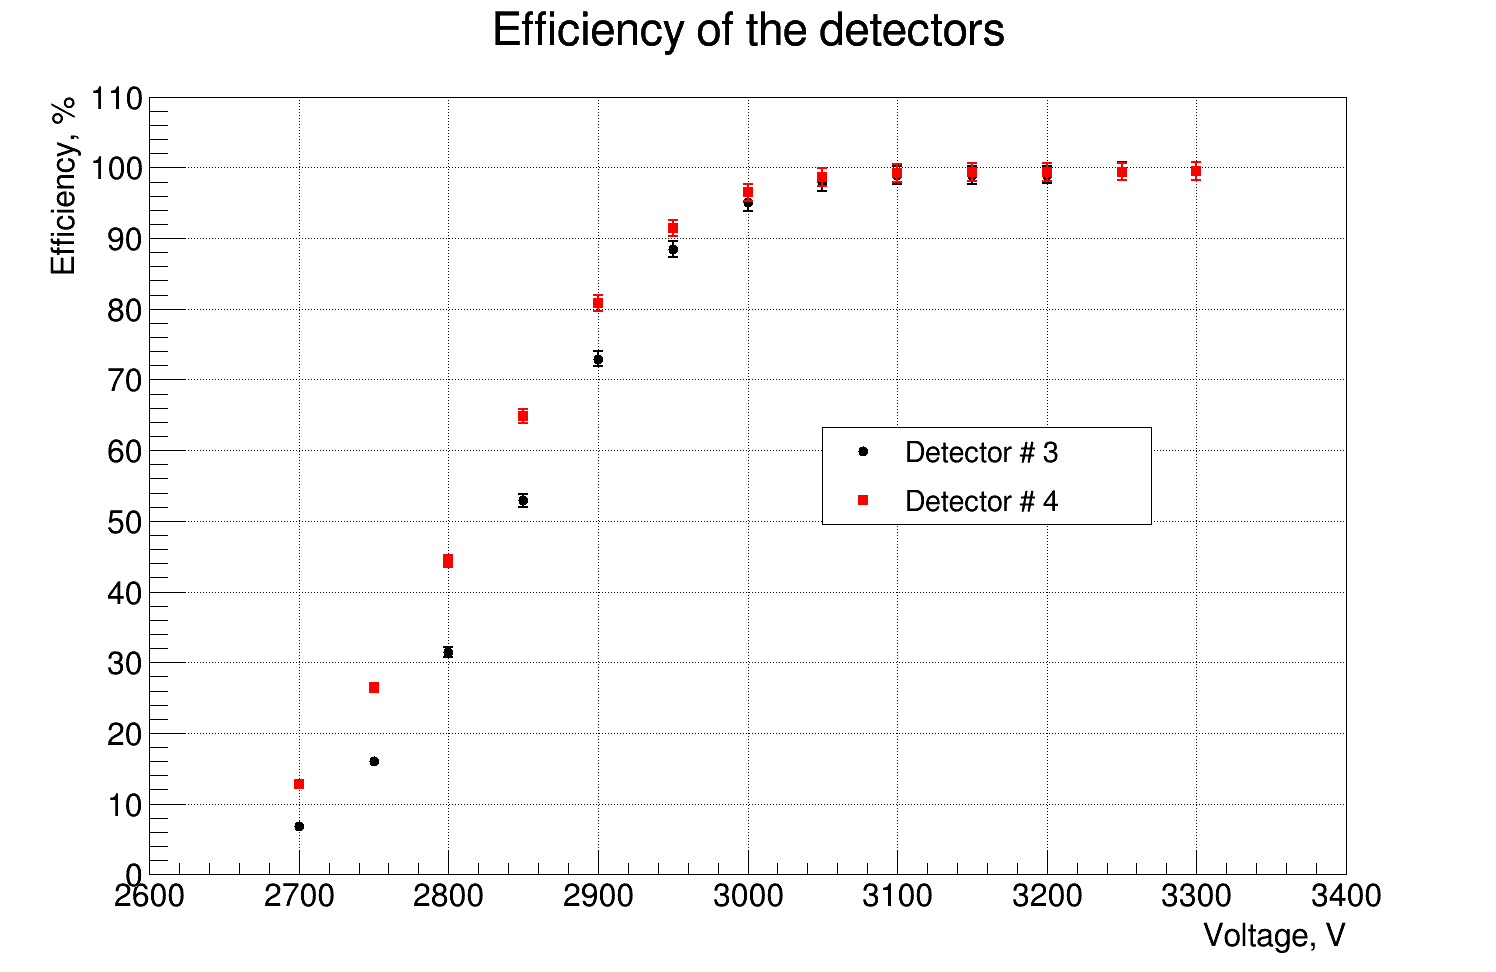 Efficiency of the detectors
Efficiency, %
110
100
90
80
70
60
50
40
30
20
10
0
Detector # 3
Detector # 4
2600 2700 2800 2900 3000 3100 3200 3300 3400
Voltage, V